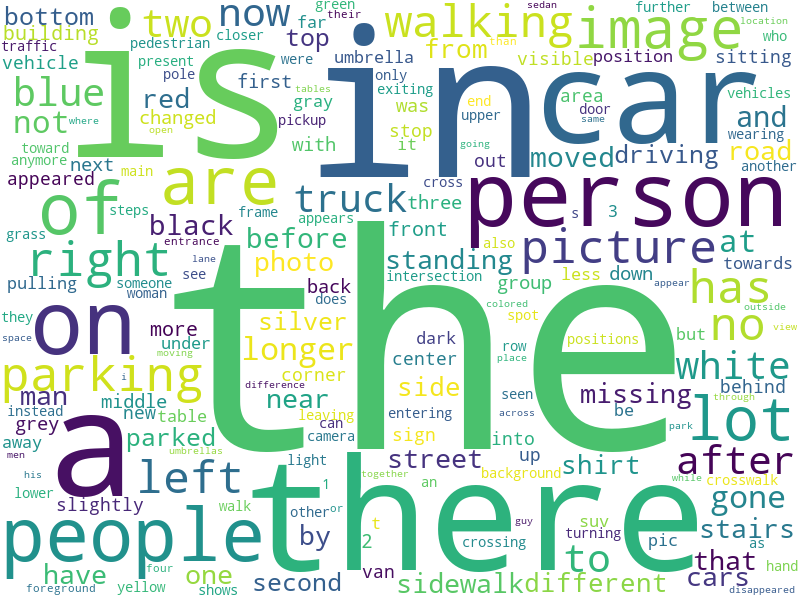 bottom
two
now
far
green
their
sedan
further
between
location
building
pedestrian
closer
top
walking
image
who
traffic
present
were
umbrella
from
visible
position
sitting
vehicle
pole
first
only
exiting
than
is
in
car
blue
tables
red
gray
was
end
area
vehicles
not
where
changed
pickup
upper
door
and
wearing
open
with
it
stop
same
toward
going
out
moved
driving
road
anymore
next
main
are
cross
another
appeared
truck
three
person
s
3
of
steps
black
frame
appears
front
also
picture
at
grass
entrance
before
the
right
lane
see
photo
standing
group
less
down
towards
pulling
someone
woman
does
back
intersection
appear
has
they
on
more
silver
colored
spot
outside
space
under
dark
positions
but
no
view
moving
longer
center
row
place
white
i
corner
seen
missing
behind
parking
difference
side
through
man
middle
near
entering
be
instead
new
table
leaving
can
across
park
lot
grey
a
sign
into
away
parked
camera
men
umbrellas
left
light
street
up
after
his
together
background
shirt
while
crosswalk
lower
slightly
there
an
gone
people
walk
1
other
or
t
suv
stairs
guy
to
by
2
crossing
turning
pic
as
have
four
one
van
that
hand
foreground
yellow
shows
second
sidewalk
different
cars
disappeared